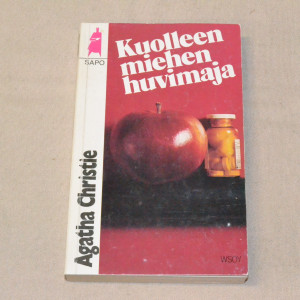 SAPO
Kuolleen
miehen
huvimaja
Agatha Christie
WSOY